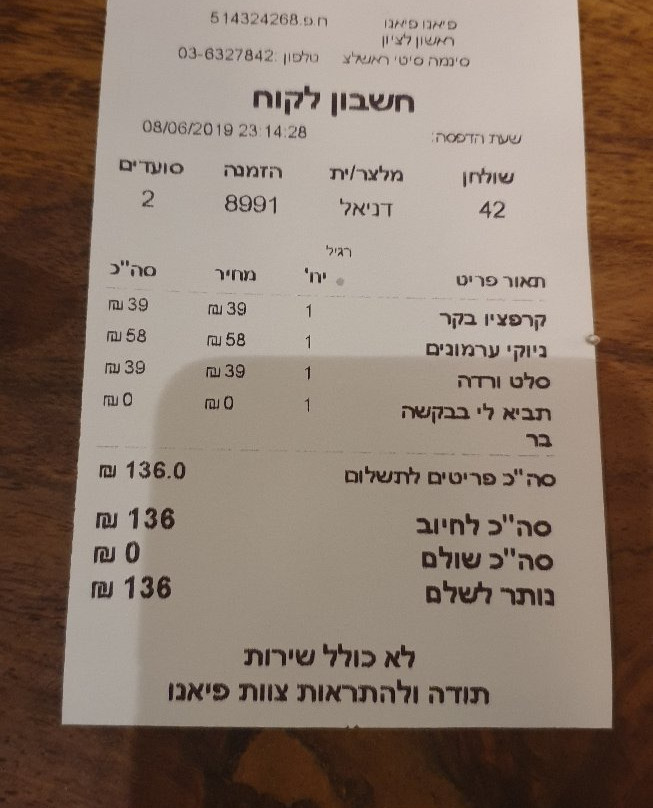 פיאנו פיאנו ח.פ.514324268
ראשון לציון
סינמה סיטי ראשלצ טלפון :03-6327842
חשבון לקוח
שעת הדפסה: 08/06/2019 23:14:28
שולחן מלצר/ית הזמנה סועדים
42 דניאל 8991 2
רגיל
תאור פריט יח' מחיר סה"כ
קרפציו בקר 1 39 ₪ 39 ₪
ניוקי ערמונים 1 58 ₪ 58 ₪
סלט ורדה 1 39 ₪ 39 ₪
תביא לי בבקשה 1 0 ₪ 0 ₪
בר
סה"כ פריטים לתשלום 136.0 ₪
סה"כ לחיוב 136 ₪
סה"כ שולם 0 ₪
נותר לשלם 136 ₪
לא כולל שירות
תודה ולהתראות צוות פיאנו